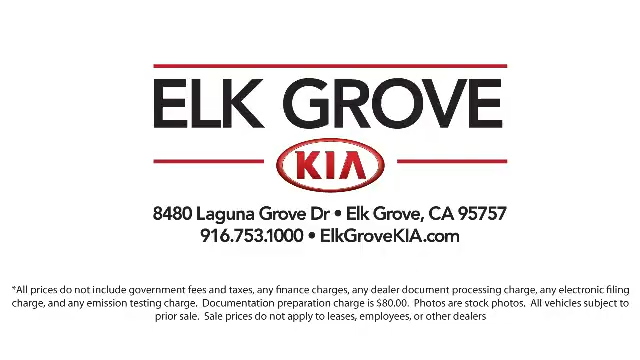 ELK GROVE
KIA
8480 Laguna Grove Dr • Elk Grove, CA 95757
916.753.1000 • ElkGroveKIA.com
*All prices do not include government fees and taxes, any finance charges, any dealer document processing charge, any electronic filing
charge, and any emission testing charge. Documentation preparation charge is $80.00. Photos are stock photos. All vehicles subject to
prior sale. Sale prices do not apply to leases, employees, or other dealers